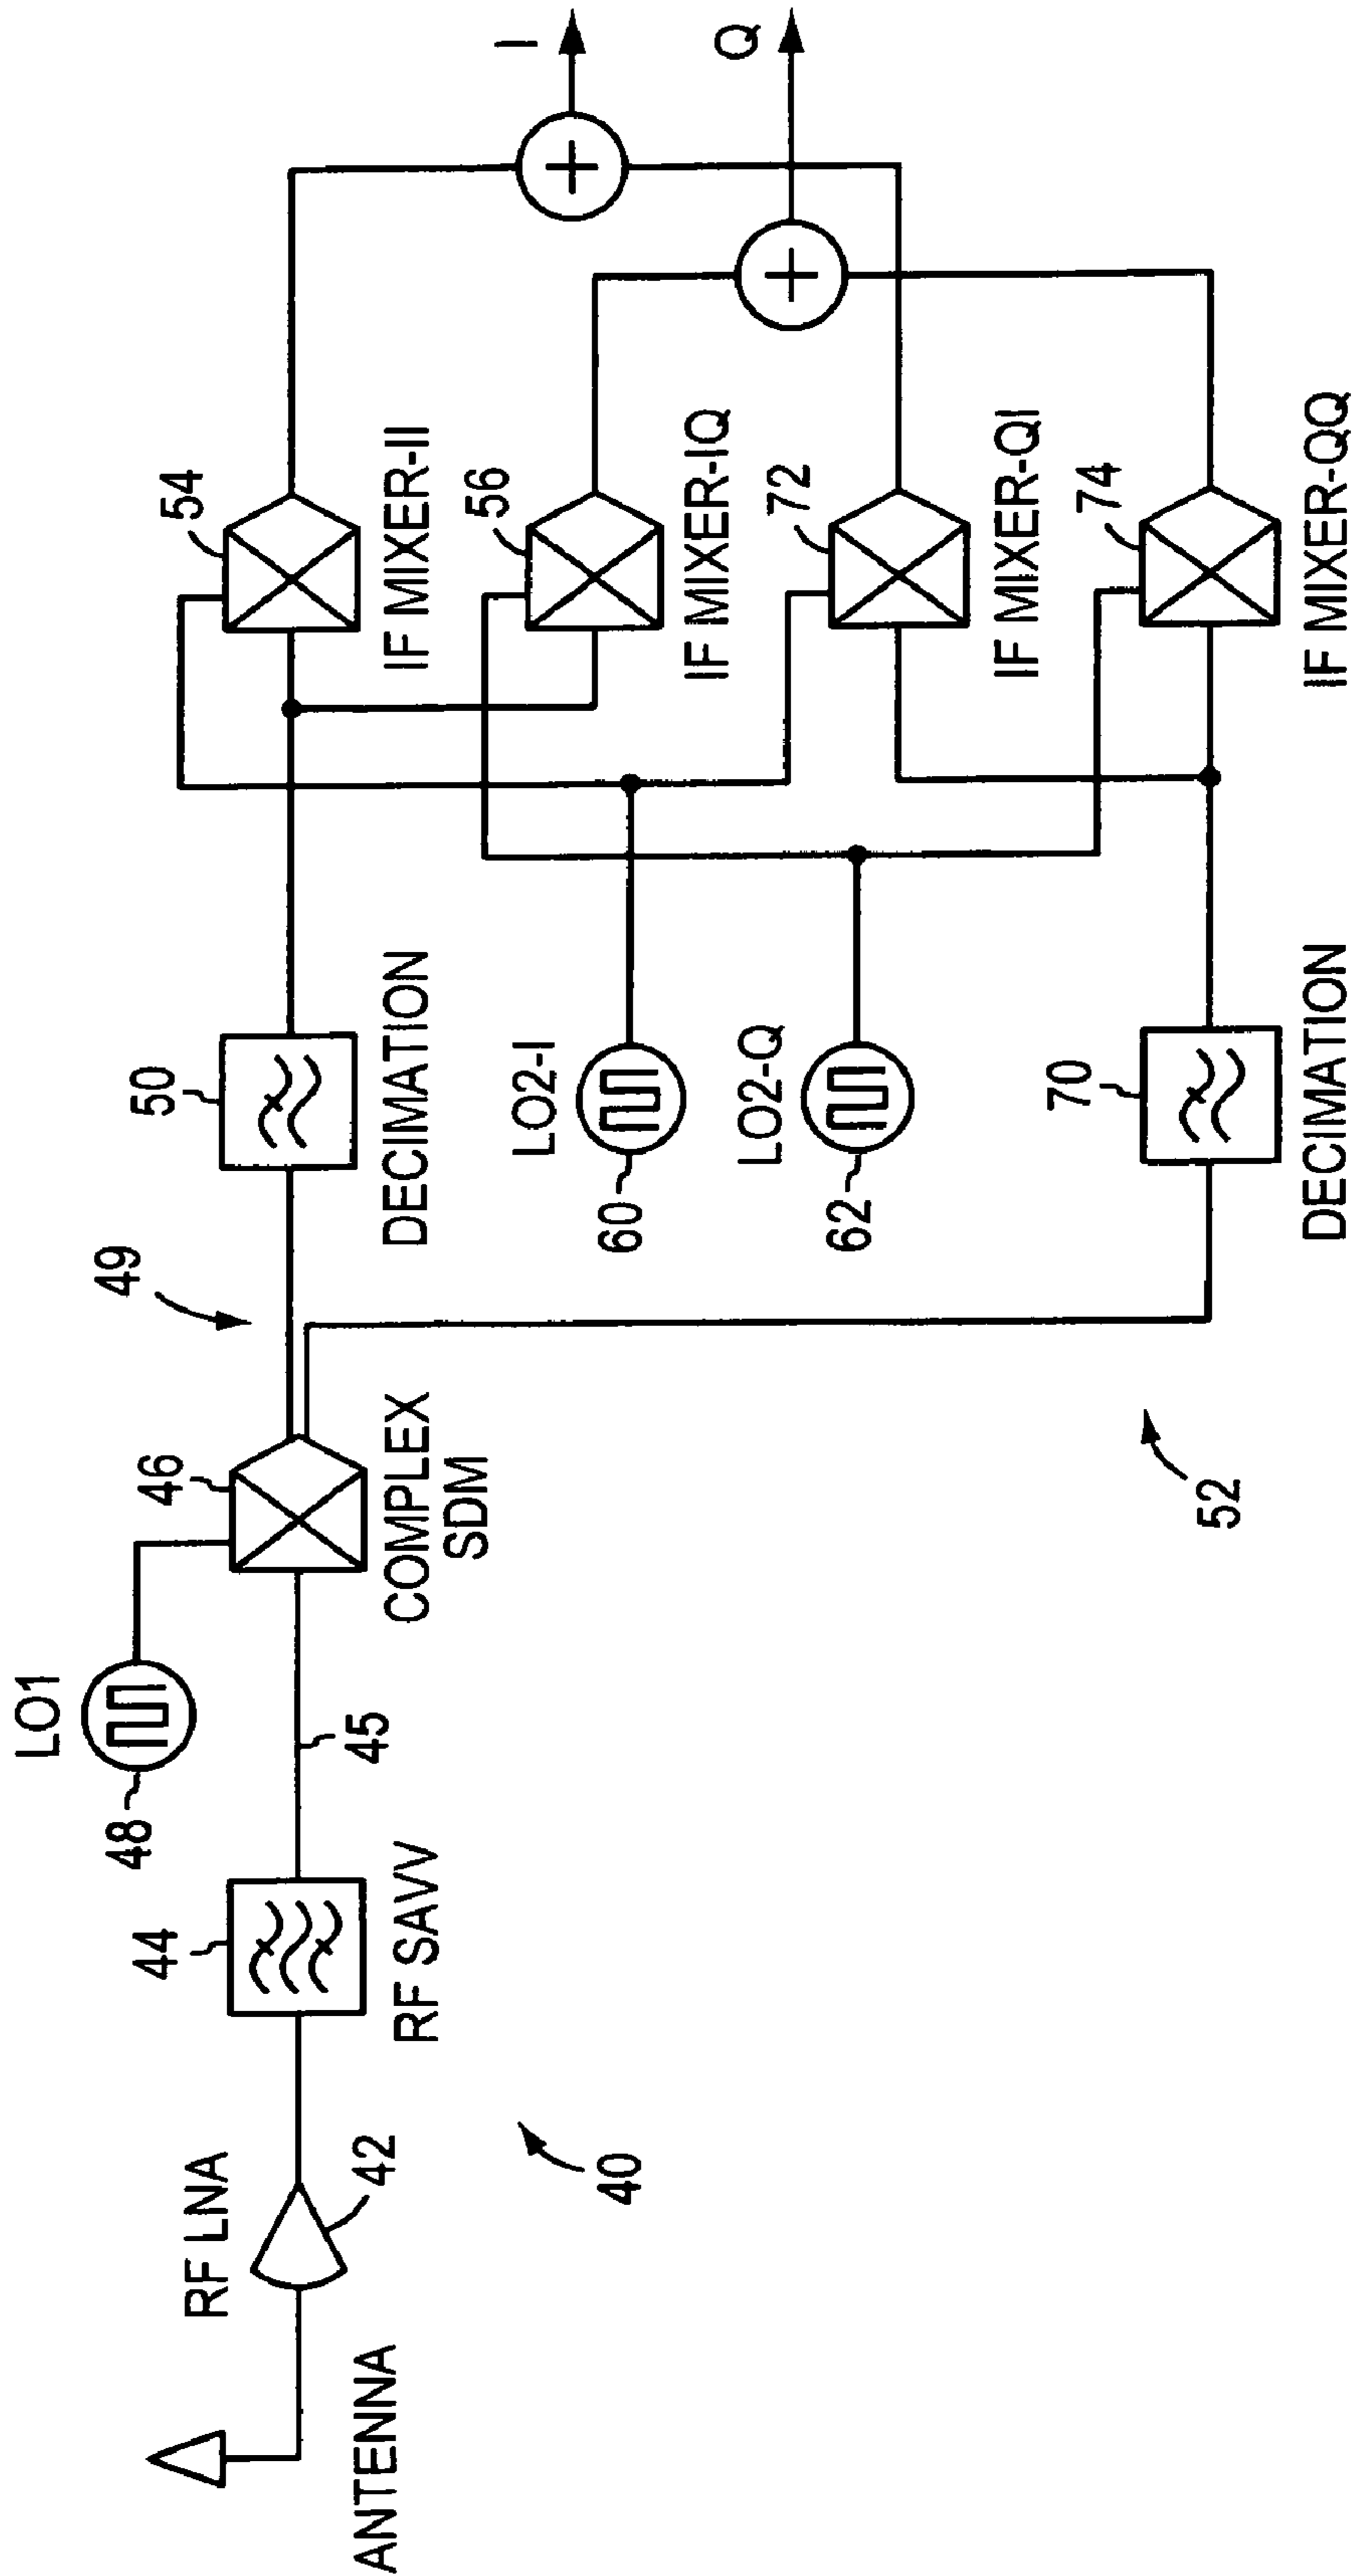 ANTENNA
RF LNA
42
40
44
RF SAVV
45
LO1
48
46
COMPLEX
SDM
49
52
50
DECIMATION
LO2-I
60
LO2-Q
62
70
DECIMATION
54
IF MIXER-II
56
IF MIXER-IQ
72
IF MIXER-QI
74
IF MIXER-QQ
I
Q